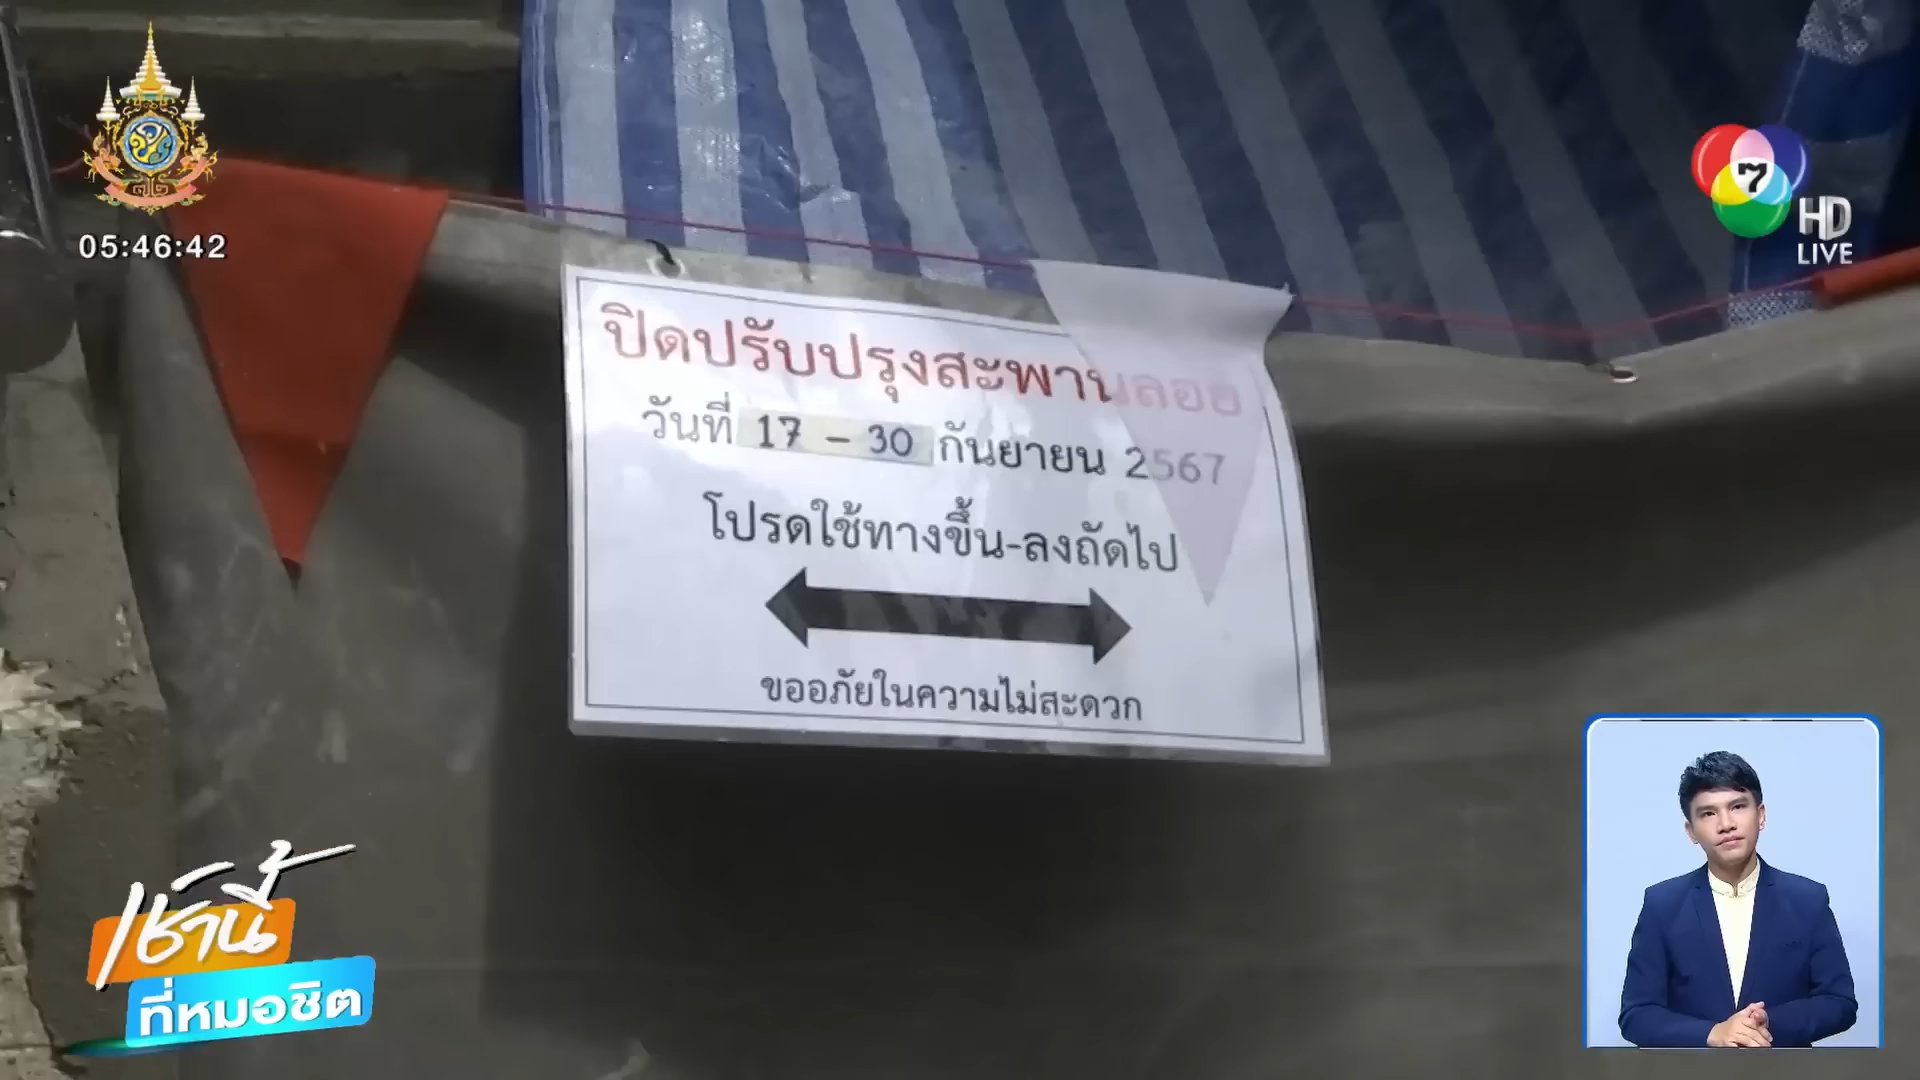 05:46:42
7
HD
LIVE
ปิดปรับปรุงสะพานลอย
วันที่ 17 - 30 กันยายน 2567
โปรดใช้ทางขึ้น-ลงถัดไป
ขออภัยในความไม่สะดวก
เช้านี้
ที่หมอชิต